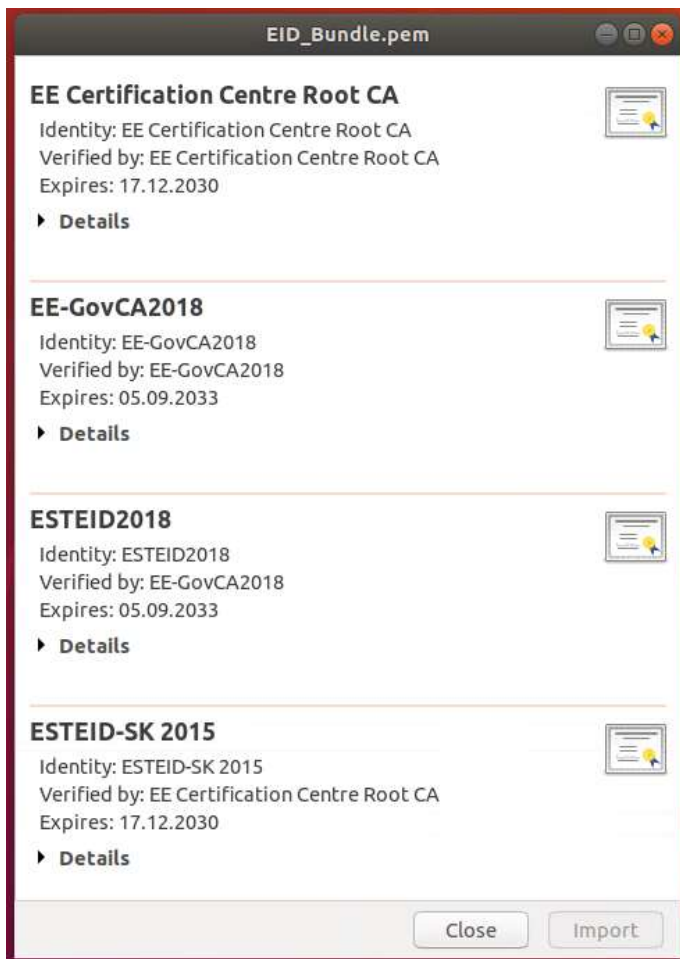 EID_Bundle.pem
EE Certification Centre Root CA
Identity: EE Certification Centre Root CA
Verified by: EE Certification Centre Root CA
Expires: 17.12.2030
Details
EE-GovCA2018
Identity: EE-GovCA2018
Verified by: EE-GovCA2018
Expires: 05.09.2033
Details
ESTEID2018
Identity: ESTEID2018
Verified by: EE-GovCA2018
Expires: 05.09.2033
Details
ESTEID-SK 2015
Identity: ESTEID-SK 2015
Verified by: EE Certification Centre Root CA
Expires: 17.12.2030
Details
Close Import